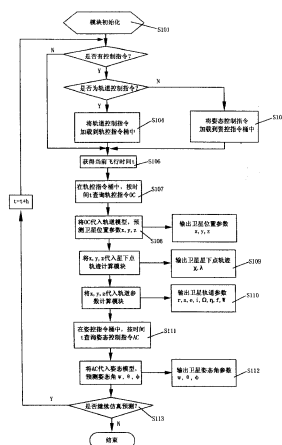 模块初始化
S101
是否有控制指令?
N
Y
是否为轨道控制指令?
N
Y
将轨道控制指令
加载到轨控指令桶中
S104
将姿态控制指令
加载到姿控指令桶中
S10
获得当前飞行时间t
S106
在轨控指令桶中，按时
间t查询轨控指令OC
S107
t=t+h
将OC代入轨道模型，预
测卫星位置参数x,y,z
S108
输出卫星位置参数
x,y,z
将x,y,z代入星下点
轨迹计算模块
输出卫星星下点轨迹
χ,λ
S109
将x,y,z代入轨道参
数计算模块
输出卫星轨道参数
r,a,e,i,Ω,η,f,W
S110
在姿控指令桶中，按时间
t查询姿态控制指令AC
S111
将AC代入姿态模型，
预测姿态角ψ,θ,φ
输出卫星姿态角参数
ψ,θ,φ
S112
Y
是否继续仿真预测?
S113
N
结束